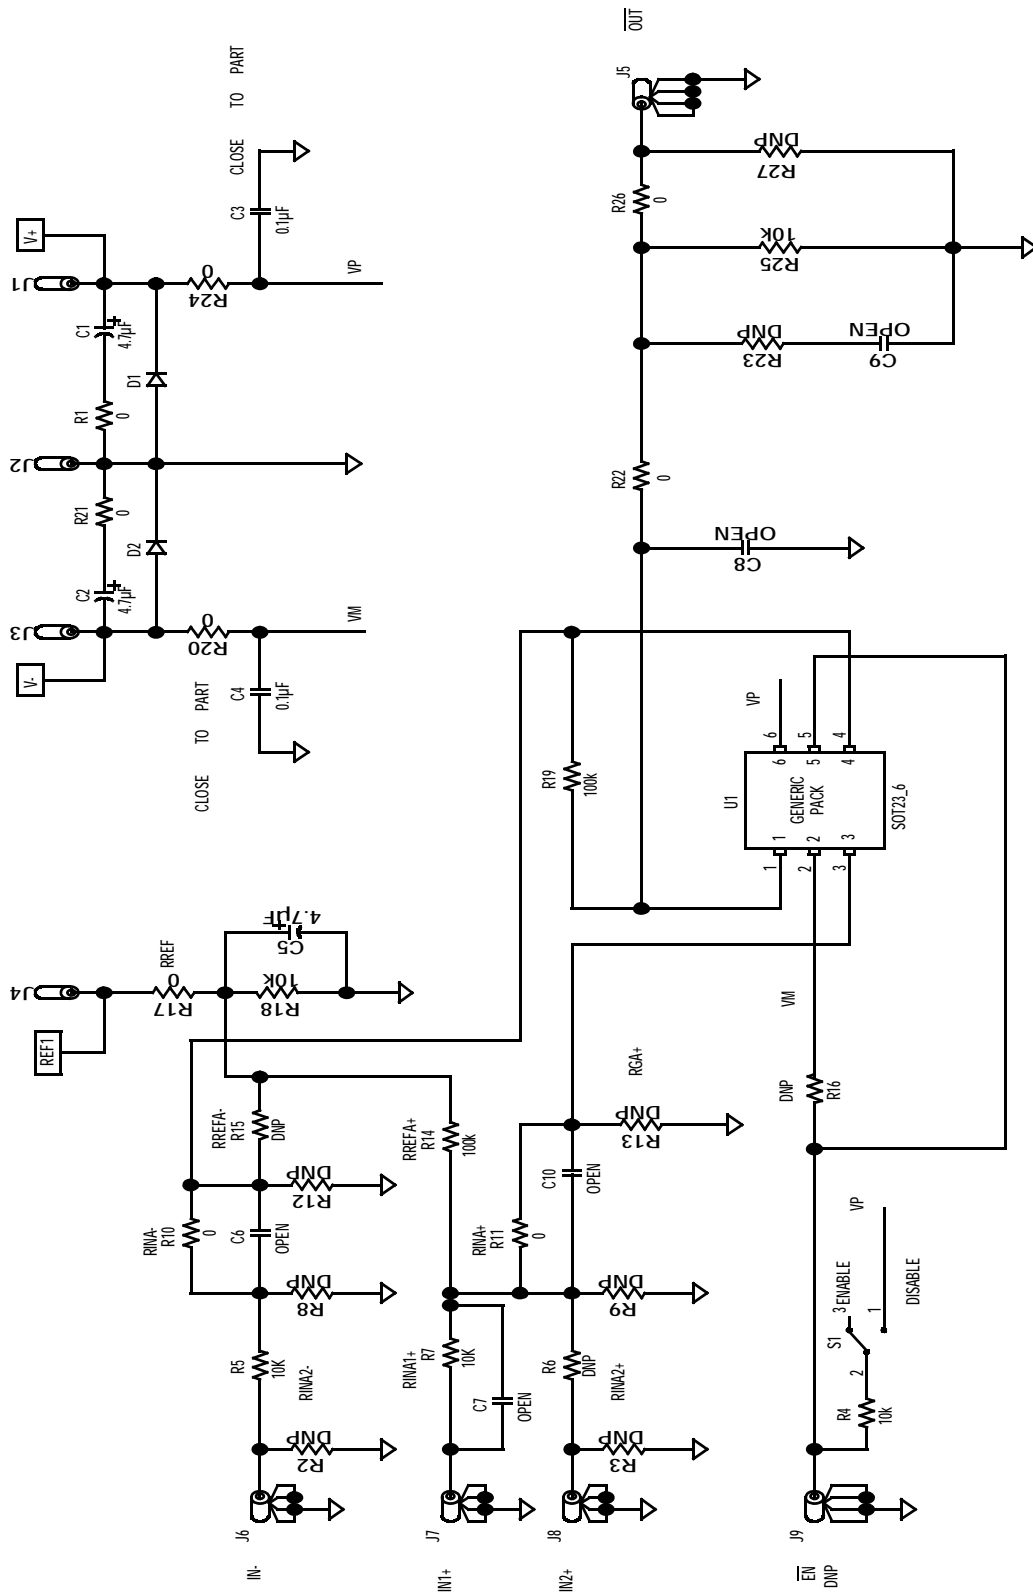 J1
V+
C1
4.7µF
R1
0
D1
R24
0
C3
0.1µF
CLOSE TO PART
VP
J2
R21
0
J3
V-
C2
4.7µF
D2
R20
0
C4
0.1µF
CLOSE TO PART
VM
J4
REF1
R17
0
RREF
R18
10k
C5
4.7µF
IN-
J6
R2
DNP
R5
10K
RINA2-
R8
DNP
RINA-
R10
0
C6
OPEN
R12
DNP
RREFA-
R15
DNP
IN1+
J7
RINA1+
R7
10K
C7
OPEN
RREFA+
R14
100k
IN2+
J8
R3
DNP
R6
DNP
RINA2+
R9
DNP
RINA+
R11
0
C10
OPEN
R13
DNP
RGA+
EN
DNP
J9
R4
10k
S1
2
3
ENABLE
1
DISABLE
VP
DNP
R16
VM
R19
100k
U1
GENERIC
PACK
SOT23_6
1
1
2
2
3
3
4
4
5
5
6
6
VP
C8
OPEN
R22
0
R23
DNP
C9
OPEN
R25
10k
R26
0
R27
DNP
J5
OUT